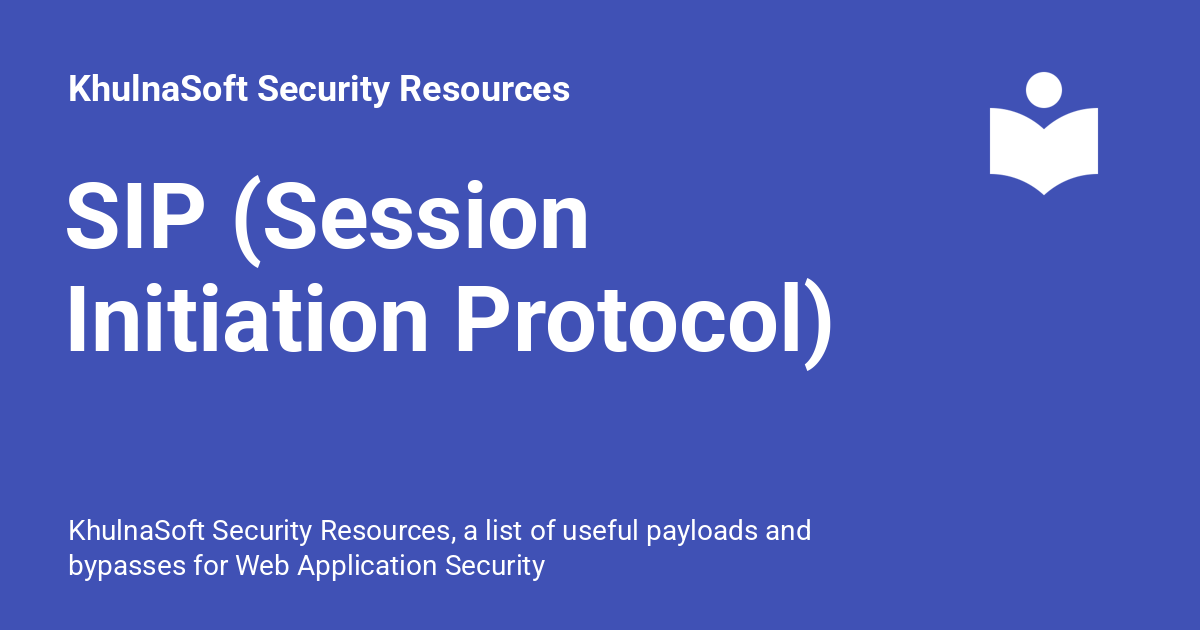 KhulnaSoft Security Resources
SIP (Session
Initiation Protocol)
KhulnaSoft Security Resources, a list of useful payloads and
bypasses for Web Application Security